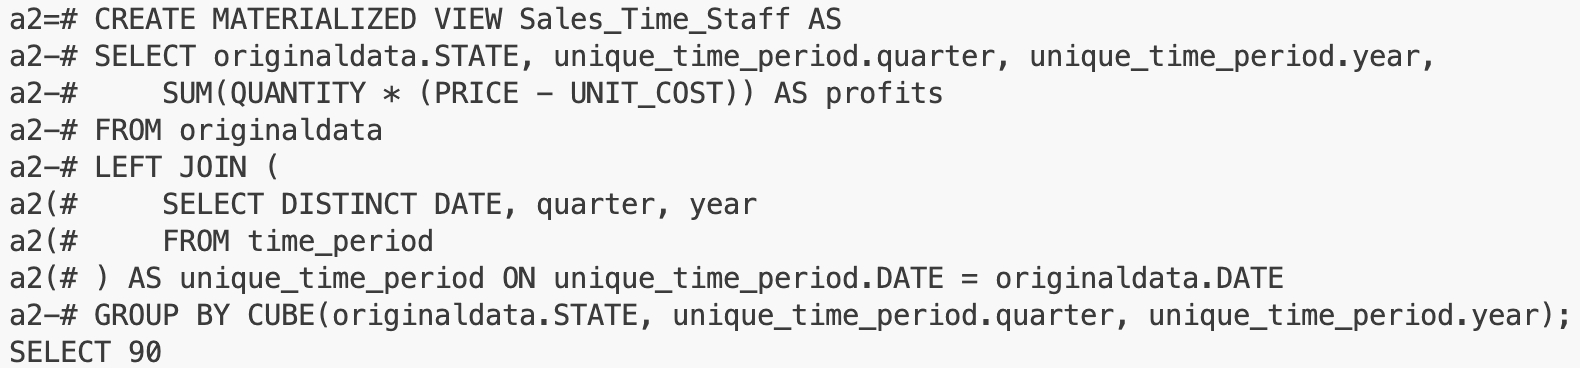 a2=# CREATE MATERIALIZED VIEW Sales_Time_Staff AS
a2-# SELECT originaldata.STATE, unique_time_period.quarter, unique_time_period.year,
a2-#     SUM(QUANTITY * (PRICE - UNIT_COST)) AS profits
a2-# FROM originaldata
a2-# LEFT JOIN (
a2(#     SELECT DISTINCT DATE, quarter, year
a2(#     FROM time_period
a2(# ) AS unique_time_period ON unique_time_period.DATE = originaldata.DATE
a2-# GROUP BY CUBE(originaldata.STATE, unique_time_period.quarter, unique_time_period.year);
SELECT 90